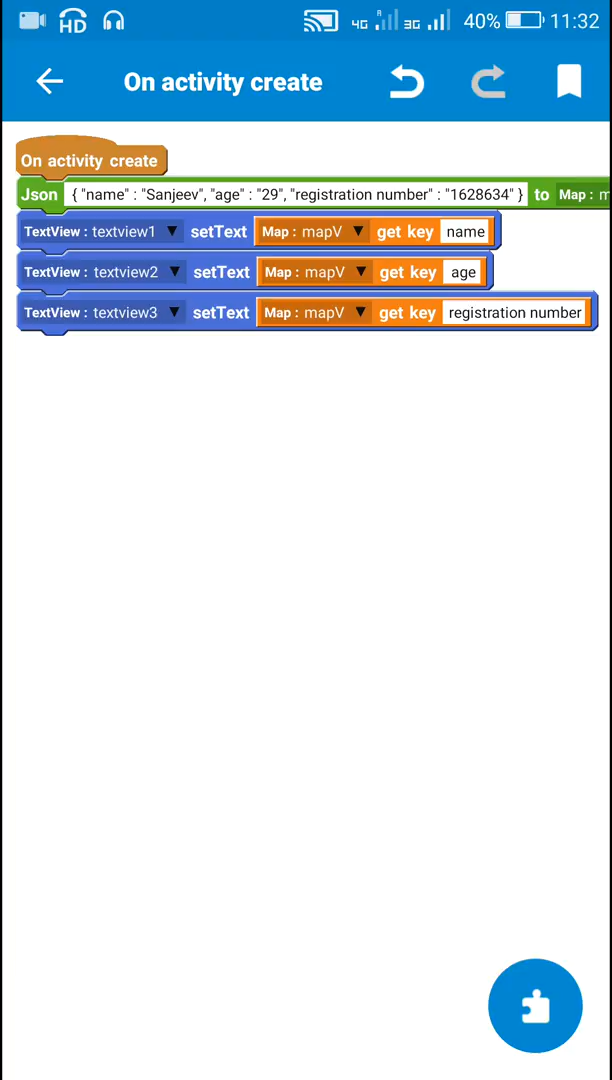 HD 4G R 3G 40% 11:32
On activity create
On activity create
Json { "name" : "Sanjeev", "age" : "29", "registration number" : "1628634" } to Map : m
TextView : textview1 ▼ setText Map : mapV ▼ get key name
TextView : textview2 ▼ setText Map : mapV ▼ get key age
TextView : textview3 ▼ setText Map : mapV ▼ get key registration number